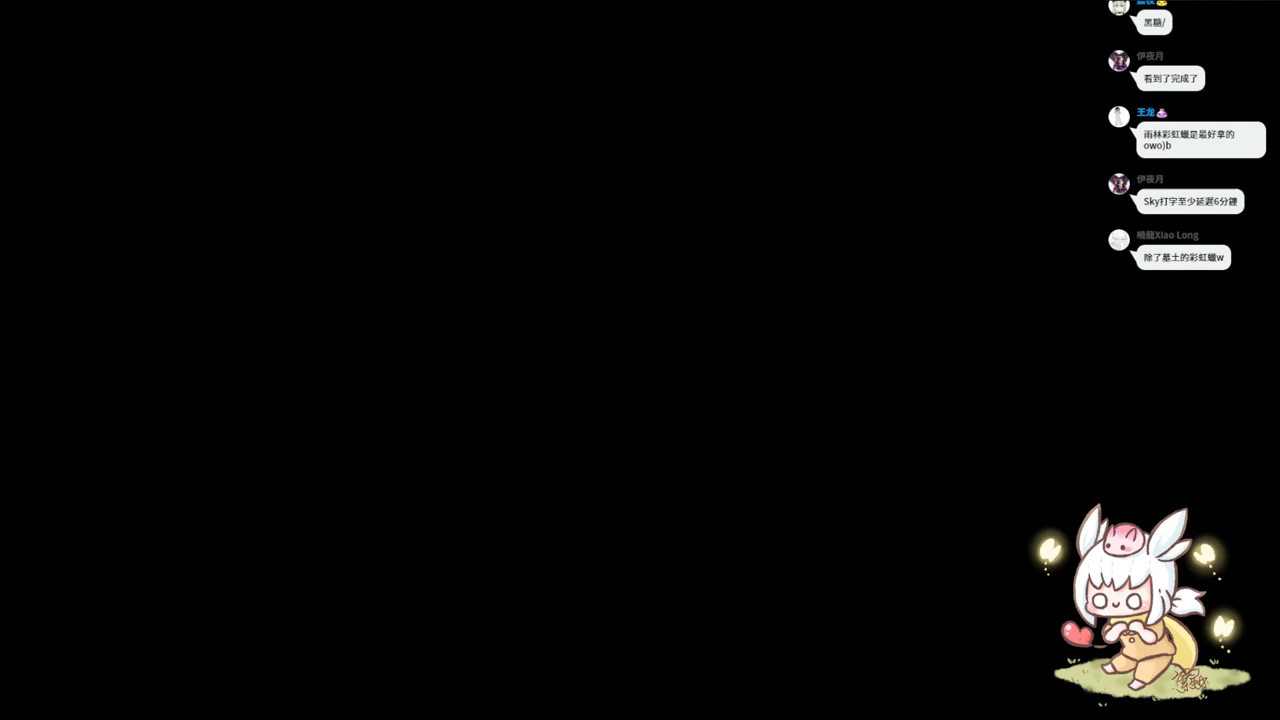 黑糖/
伊夜月
看到了完成了
王龙
雨林彩虹蠟是最好拿的
owo)b
伊夜月
Sky打字至少延遲6分鐘
曉龍Xiao Long
除了墓土的彩虹蠟w